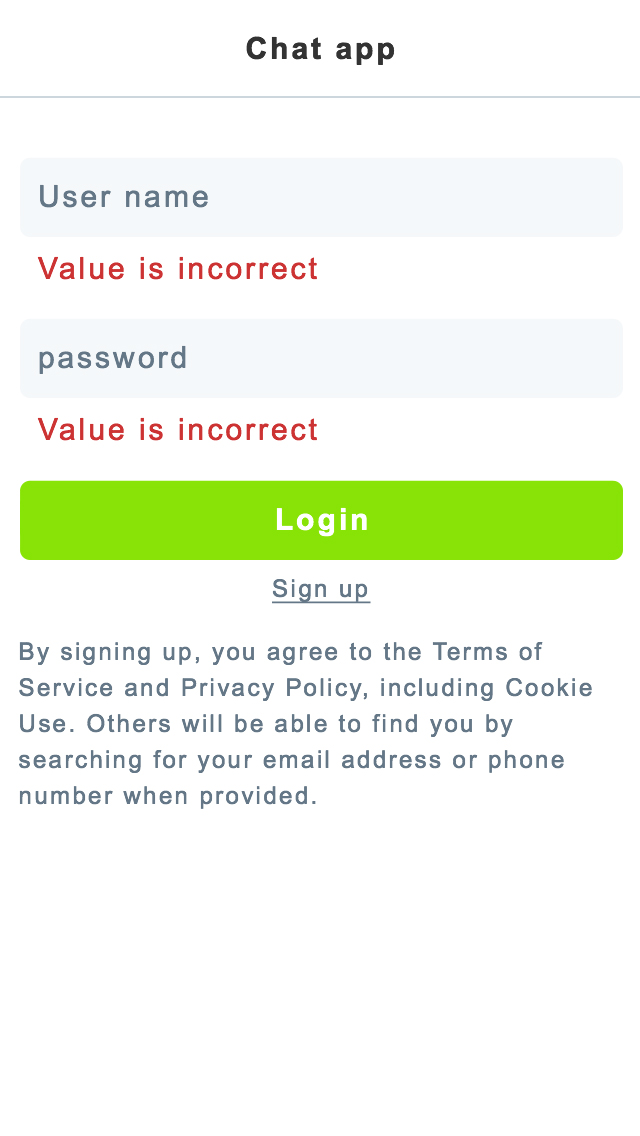 Chat app
User name
Value is incorrect
password
Value is incorrect
Login
Sign up
By signing up, you agree to the Terms of
Service and Privacy Policy, including Cookie
Use. Others will be able to find you by
searching for your email address or phone
number when provided.